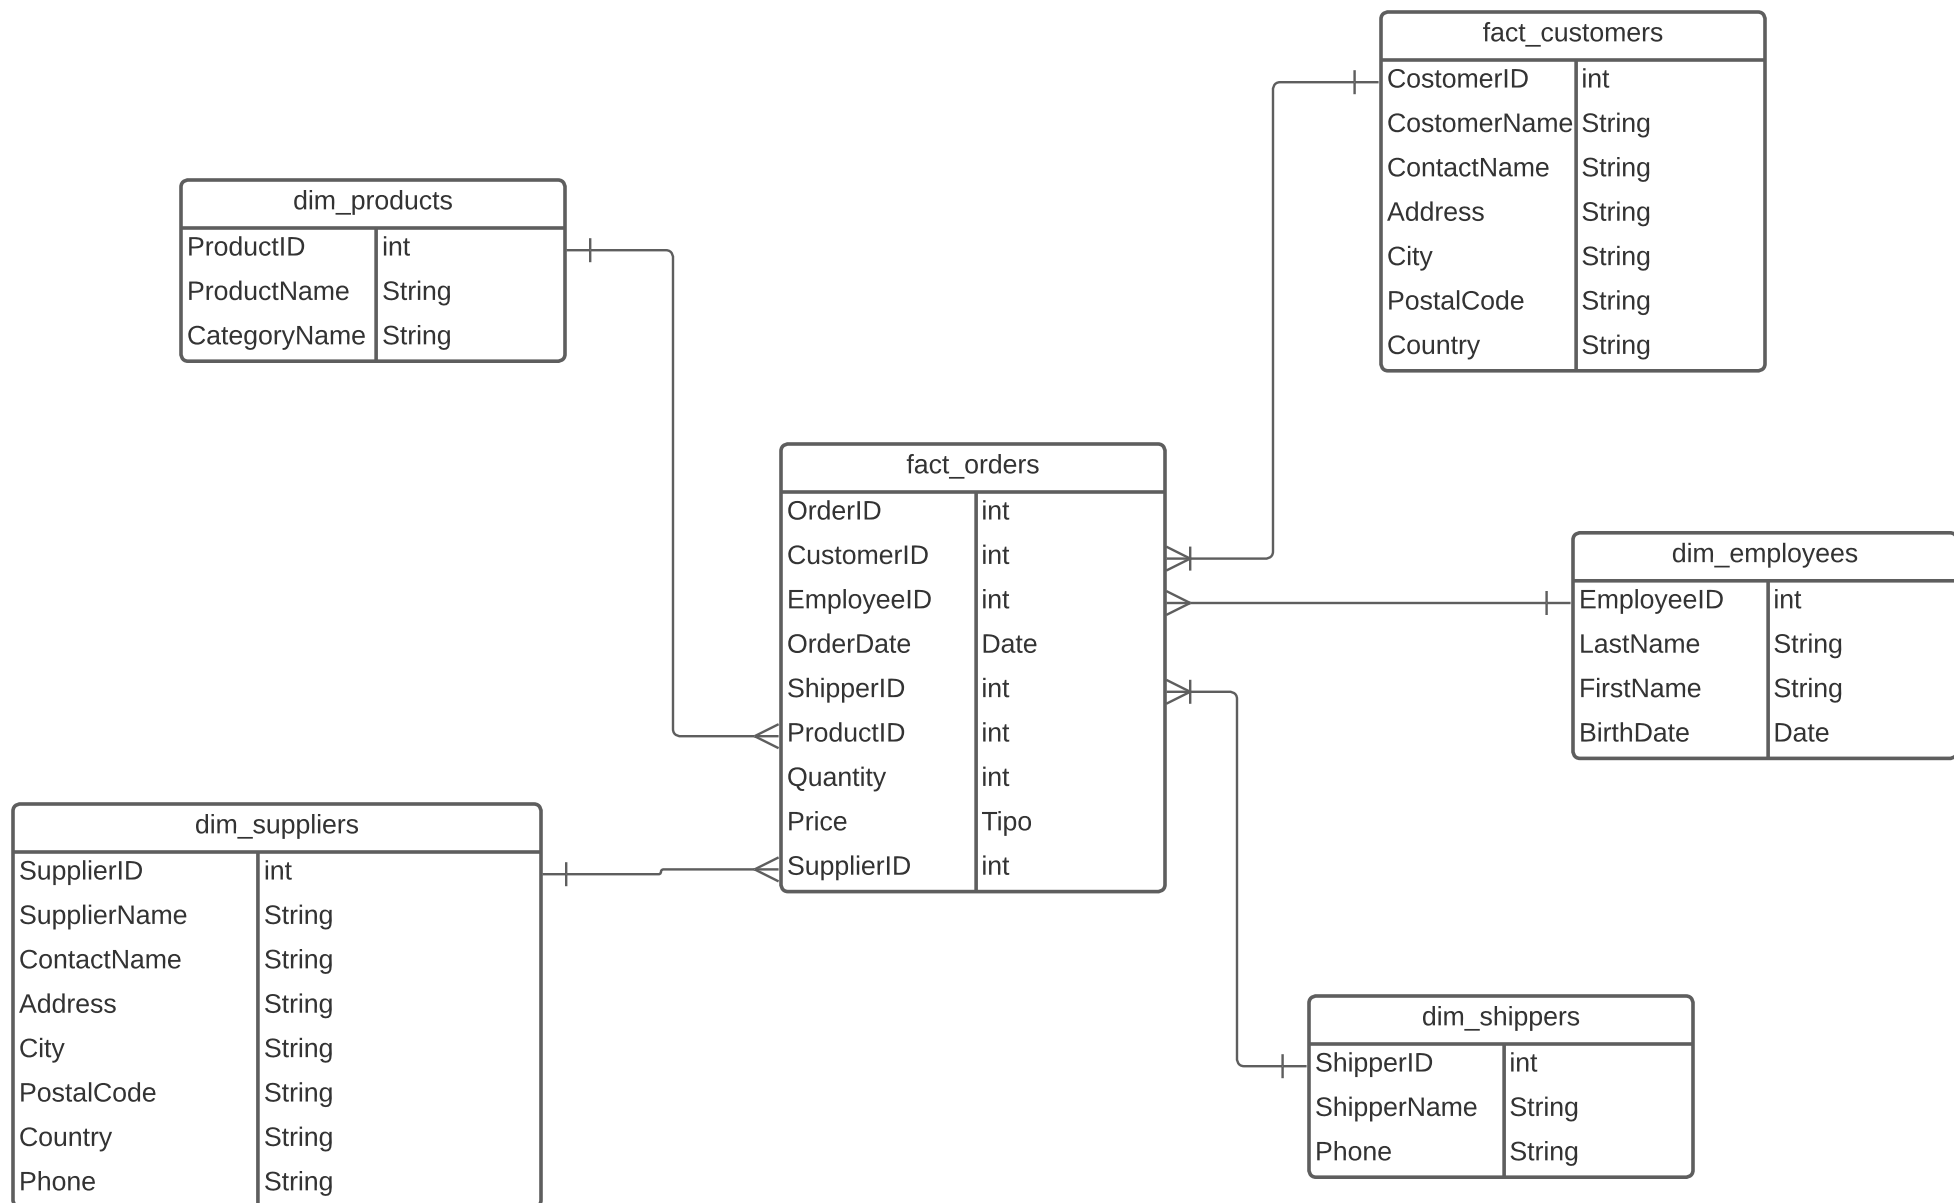 fact_customers
CostomerID int
CostomerName String
ContactName String
Address String
City String
PostalCode String
Country String
dim_products
ProductID int
ProductName String
CategoryName String
fact_orders
OrderID int
CustomerID int
EmployeeID int
OrderDate Date
ShipperID int
ProductID int
Quantity int
Price Tipo
SupplierID int
dim_employees
EmployeeID int
LastName String
FirstName String
BirthDate Date
dim_suppliers
SupplierID int
SupplierName String
ContactName String
Address String
City String
PostalCode String
Country String
Phone String
dim_shippers
ShipperID int
ShipperName String
Phone String